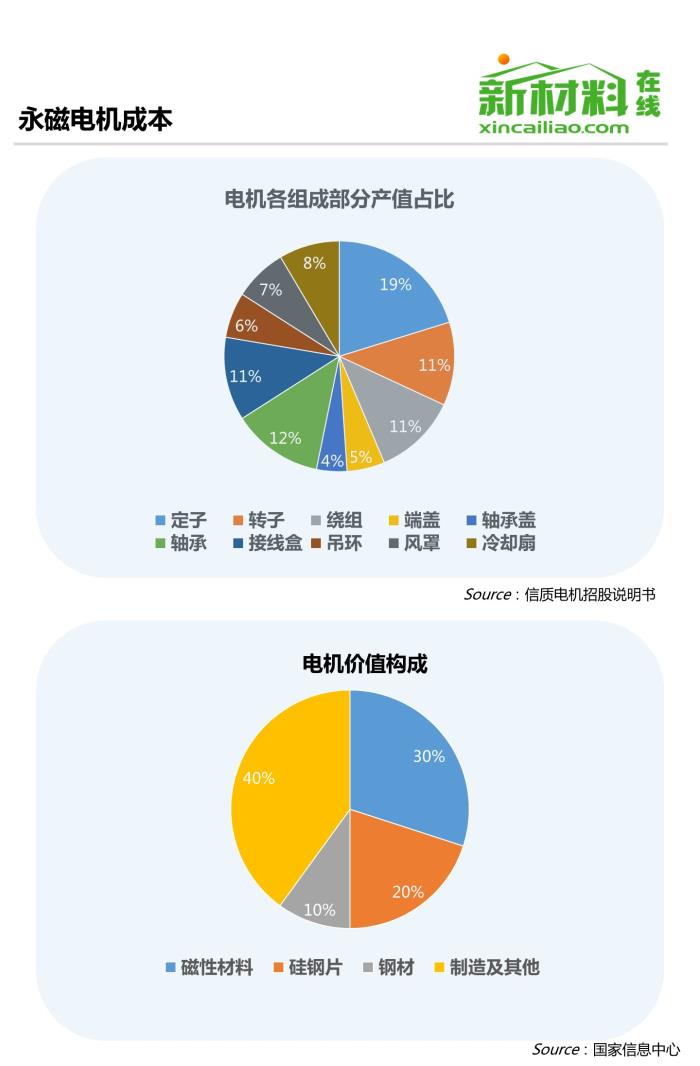 新材料
在线
xincailiao.com
永磁电机成本
电机各组成部分产值占比
8%
19%
7%
6%
11%
11%
11%
12%
4%
5%
定子 转子 绕组 端盖 轴承盖
轴承 接线盒 吊环 风罩 冷却扇
Source：信质电机招股说明书
电机价值构成
30%
40%
20%
10%
磁性材料 硅钢片 钢材 制造及其他
Source：国家信息中心